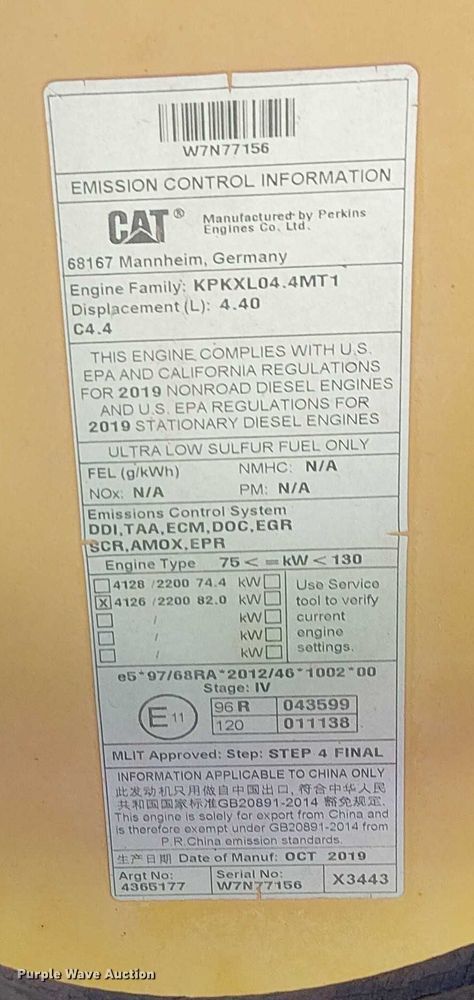 W7N77156
EMISSION CONTROL INFORMATION
CAT® Manufactured by Perkins
Engines Co. Ltd.
68167 Mannheim, Germany
Engine Family: KPKXL04.4MT1
Displacement (L): 4.40
C4.4
THIS ENGINE COMPLIES WITH U.S.
EPA AND CALIFORNIA REGULATIONS
FOR 2019 NONROAD DIESEL ENGINES
AND U.S. EPA REGULATIONS FOR
2019 STATIONARY DIESEL ENGINES
ULTRA LOW SULFUR FUEL ONLY
FEL (g/kWh) NMHC: N/A
NOx: N/A PM: N/A
Emissions Control System
DDI,TAA,ECM,DOC,EGR
SCR,AMOX,EPR
Engine Type 75 < = kW < 130
4128 /2200 74.4 kW Use Service
X 4126 /2200 82.0 kW tool to verify
/ kW current
/ kW engine
/ kW settings.
e5*97/68RA*2012/46*1002*00
Stage: IV
E 11 96 R 043599
120 011138
MLIT Approved: Step: STEP 4 FINAL
INFORMATION APPLICABLE TO CHINA ONLY
此发动机只用做自中国出口, 符合中华人民
共和国国家标准GB20891-2014 豁免规定.
This engine is solely for export from China and
is therefore exempt under GB20891-2014 from
P.R.China emission standards.
生产日期 Date of Manuf: OCT 2019
Argt No: Serial No: X3443
4365177 W7N77156
Purple Wave Auction